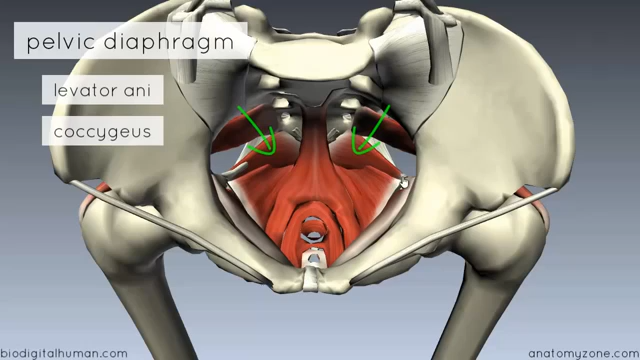 pelvic diaphragm
levator ani
coccygeus
biodigitalhuman.com
anatomyzone.com